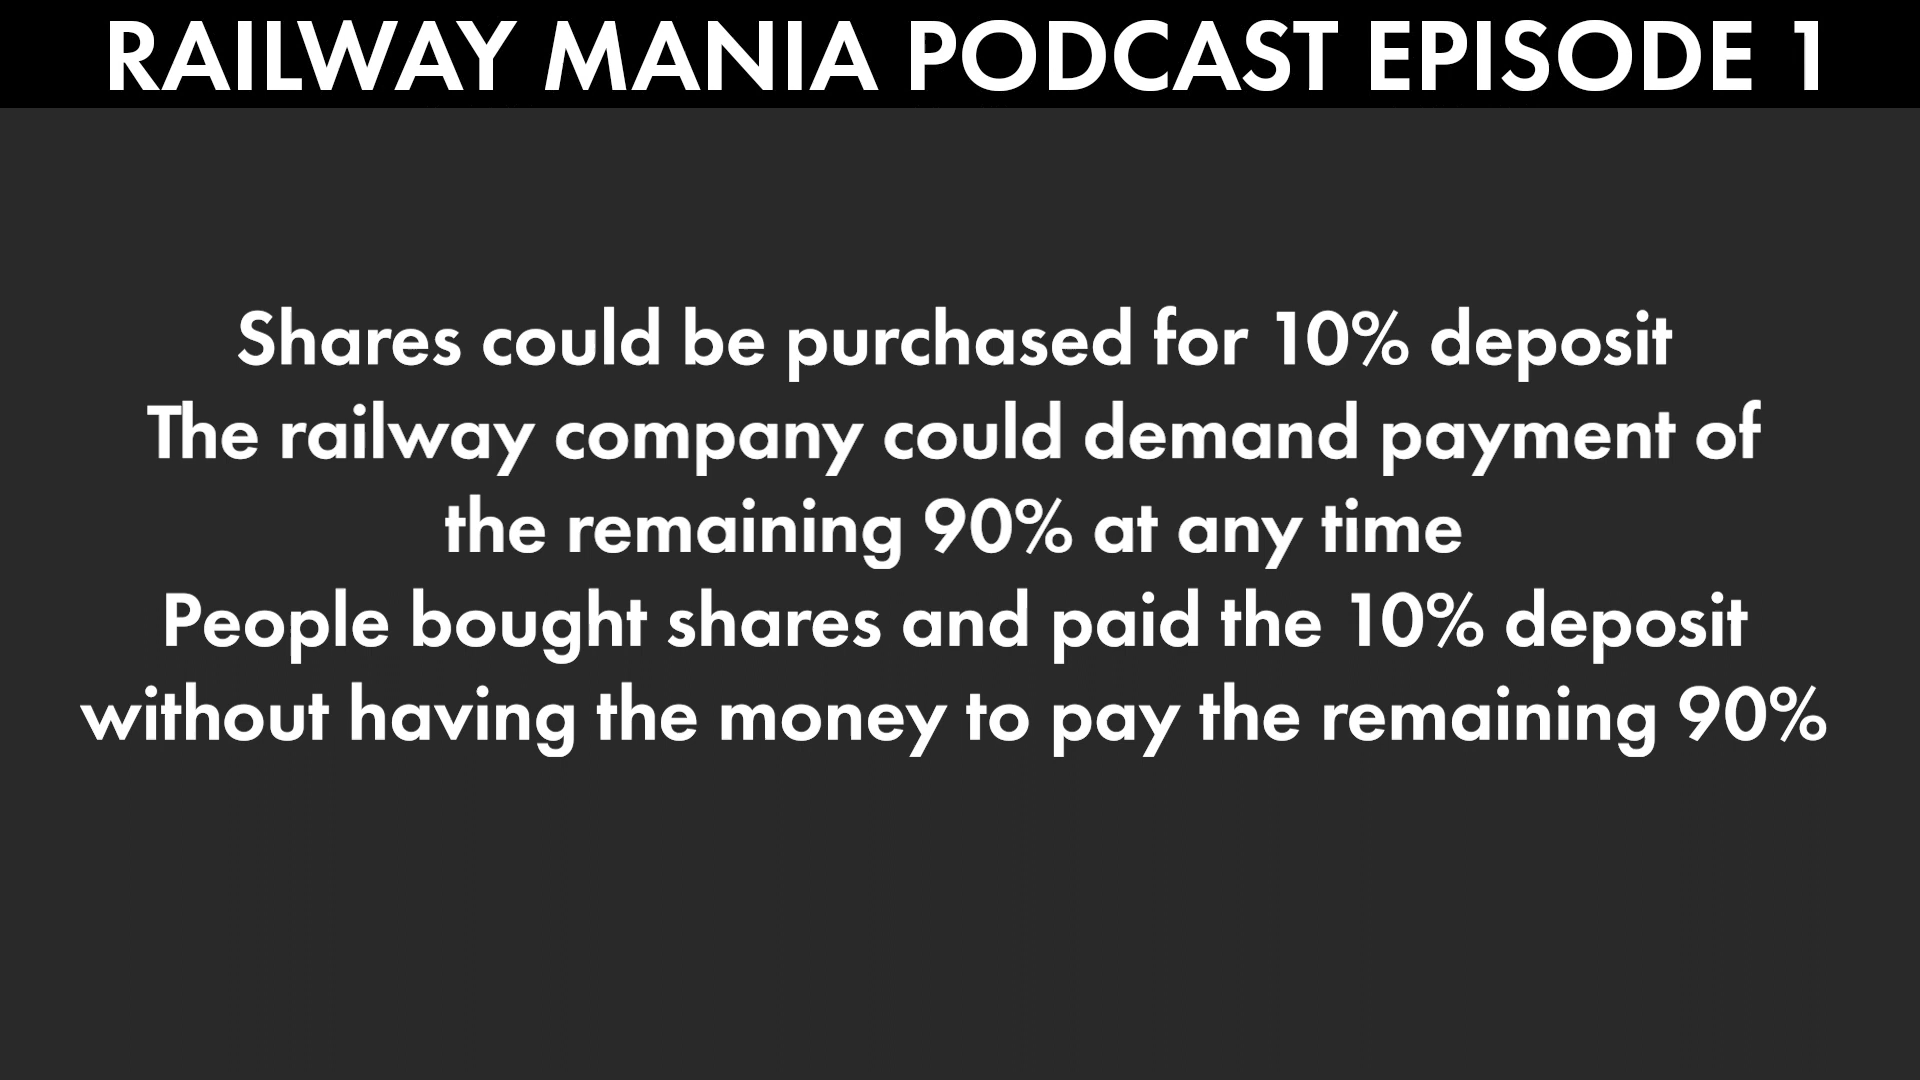 RAILWAY MANIA PODCAST EPISODE 1
Shares could be purchased for 10% deposit
The railway company could demand payment of
the remaining 90% at any time
People bought shares and paid the 10% deposit
without having the money to pay the remaining 90%